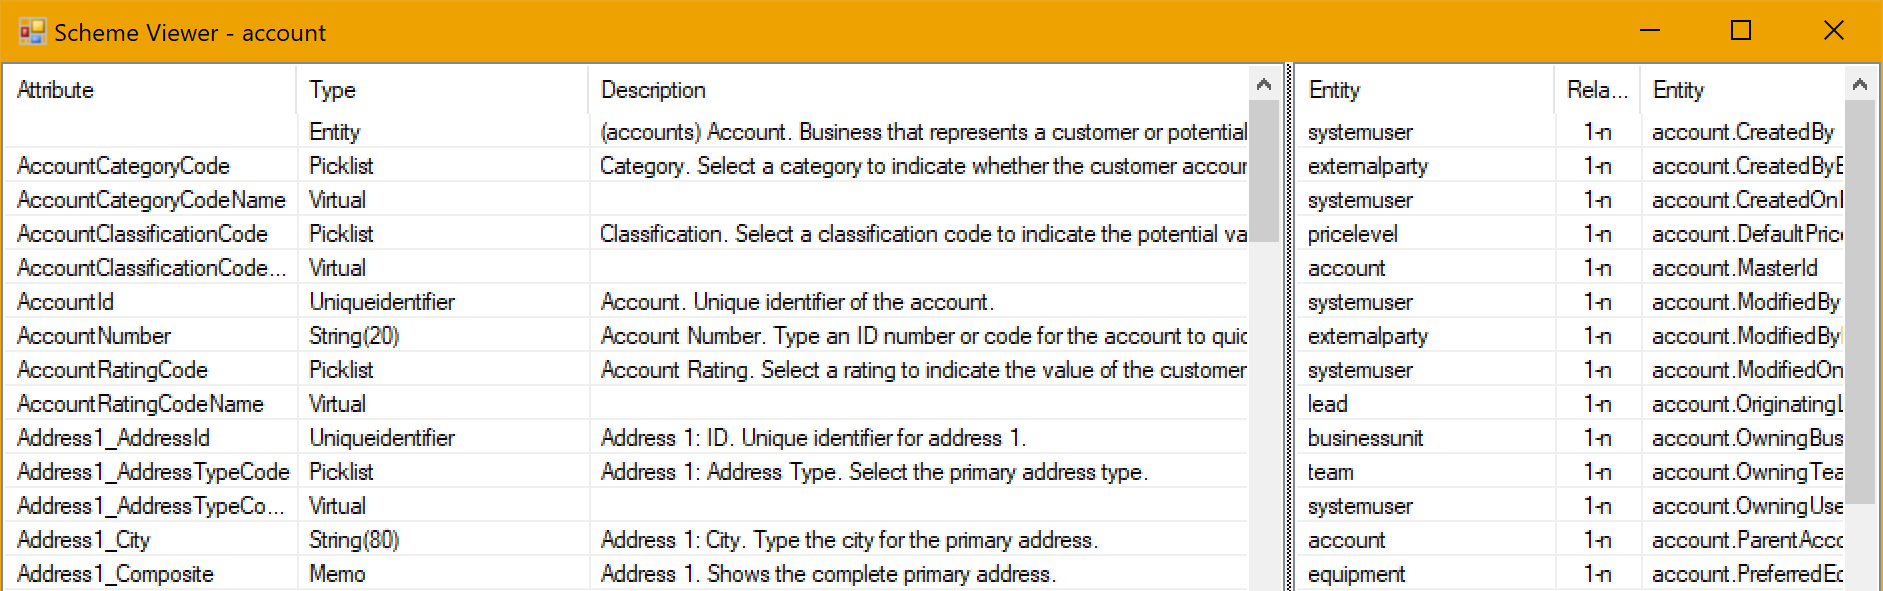 Scheme Viewer - account
Attribute Type Description Entity Rela... Entity
Entity (accounts) Account. Business that represents a customer or potential systemuser 1-n account.CreatedBy
AccountCategoryCode Picklist Category. Select a category to indicate whether the customer accour externalparty 1-n account.CreatedByE
AccountCategoryCodeName Virtual systemuser 1-n account.CreatedOnl
AccountClassificationCode Picklist Classification. Select a classification code to indicate the potential va pricelevel 1-n account.DefaultPric
AccountClassificationCode... Virtual account 1-n account.MasterId
AccountId Uniqueidentifier Account. Unique identifier of the account. systemuser 1-n account.ModifiedBy
AccountNumber String(20) Account Number. Type an ID number or code for the account to quic externalparty 1-n account.ModifiedBy
AccountRatingCode Picklist Account Rating. Select a rating to indicate the value of the customer systemuser 1-n account.ModifiedOn
AccountRatingCodeName Virtual lead 1-n account.OriginatingL
Address1_AddressId Uniqueidentifier Address 1: ID. Unique identifier for address 1. businessunit 1-n account.OwningBus
Address1_AddressTypeCode Picklist Address 1: Address Type. Select the primary address type. team 1-n account.OwningTea
Address1_AddressTypeCo... Virtual systemuser 1-n account.OwningUse
Address1_City String(80) Address 1: City. Type the city for the primary address. account 1-n account.ParentAcco
Address1_Composite Memo Address 1. Shows the complete primary address. equipment 1-n account.PreferredEq